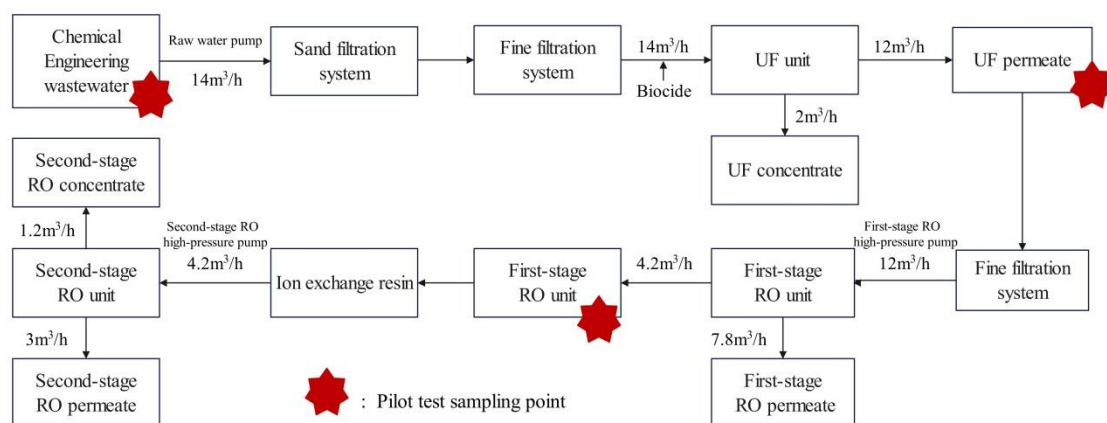 Chemical
Engineering
wastewater
Raw water pump
14m³/h
Sand filtration
system
Fine filtration
system
14m³/h
Biocide
UF unit
12m³/h
UF permeate
2m³/h
UF concentrate
Second-stage
RO concentrate
1.2m³/h
Second-stage
RO unit
3m³/h
Second-stage
RO permeate
Second-stage RO
high-pressure pump
4.2m³/h
Ion exchange resin
First-stage
RO unit
4.2m³/h
First-stage
RO unit
7.8m³/h
First-stage
RO permeate
First-stage RO
high-pressure pump
12m³/h
Fine filtration
system
: Pilot test sampling point